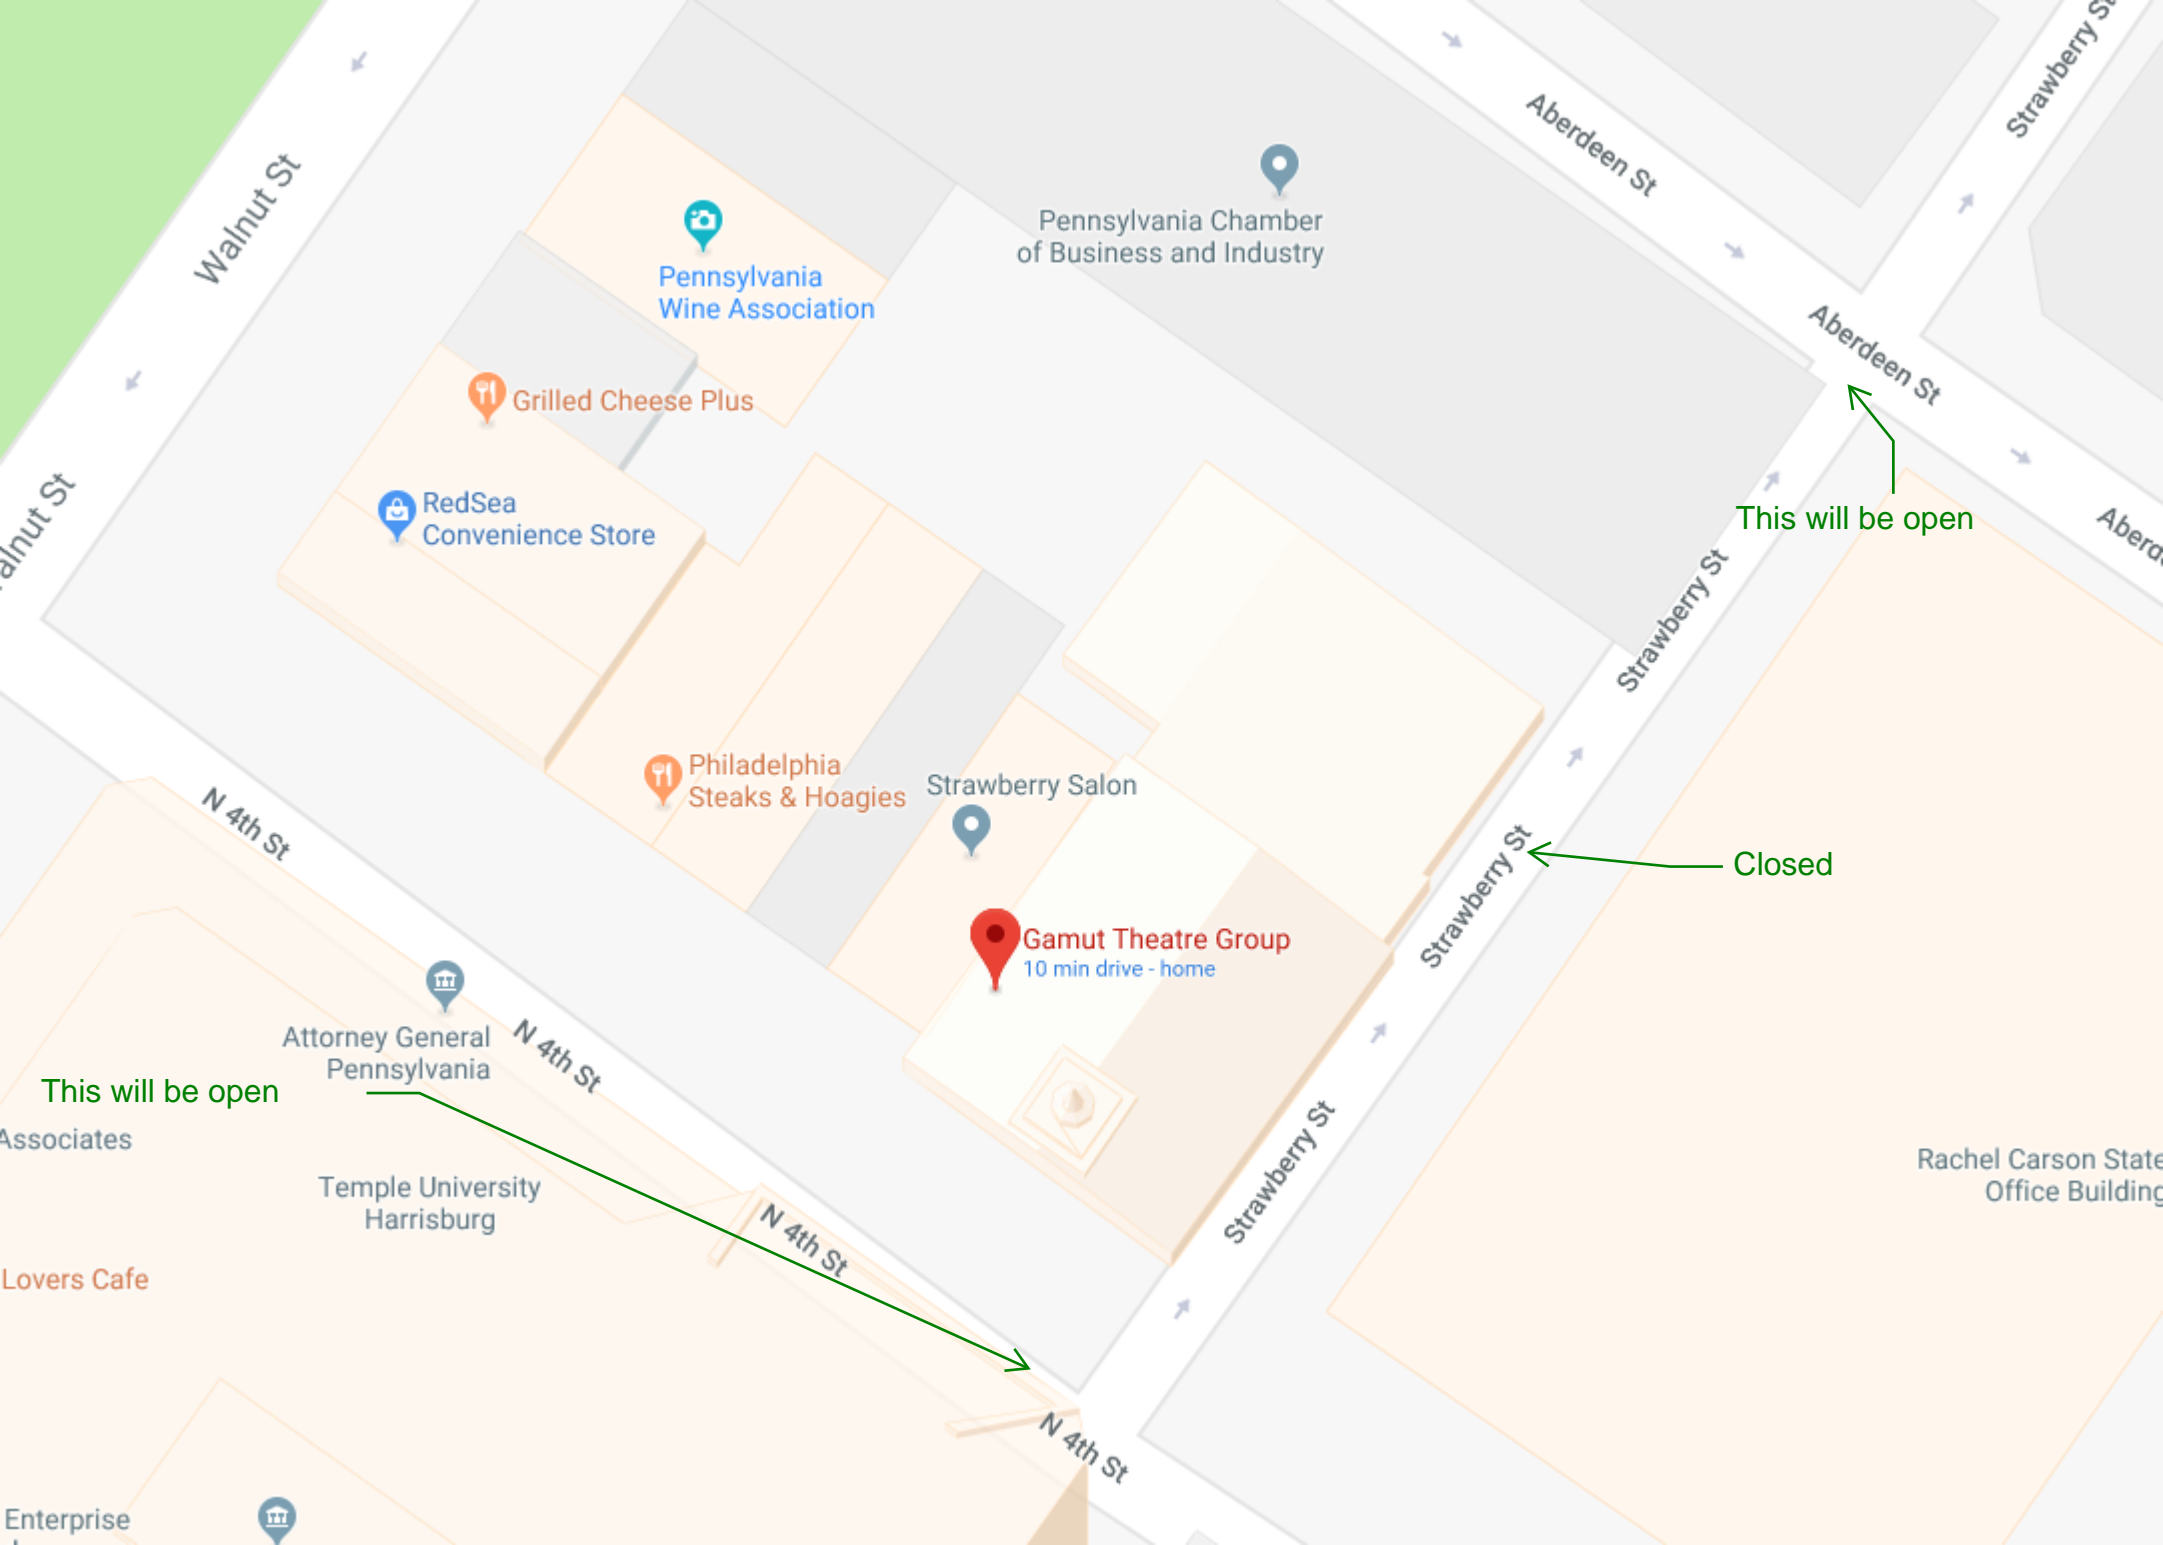 Strawberry St
Aberdeen St
Walnut St
Pennsylvania Chamber
of Business and Industry
Pennsylvania
Wine Association
Aberdeen St
Grilled Cheese Plus
RedSea
Convenience Store
This will be open
Aberd
alnut St
Strawberry St
Philadelphia
Steaks & Hoagies
Strawberry Salon
N 4th St
Closed
Strawberry St
Gamut Theatre Group
10 min drive - home
Attorney General
Pennsylvania
N 4th St
This will be open
Associates
Strawberry St
Rachel Carson State
Office Building
Temple University
Harrisburg
N 4th St
Lovers Cafe
N 4th St
Enterprise